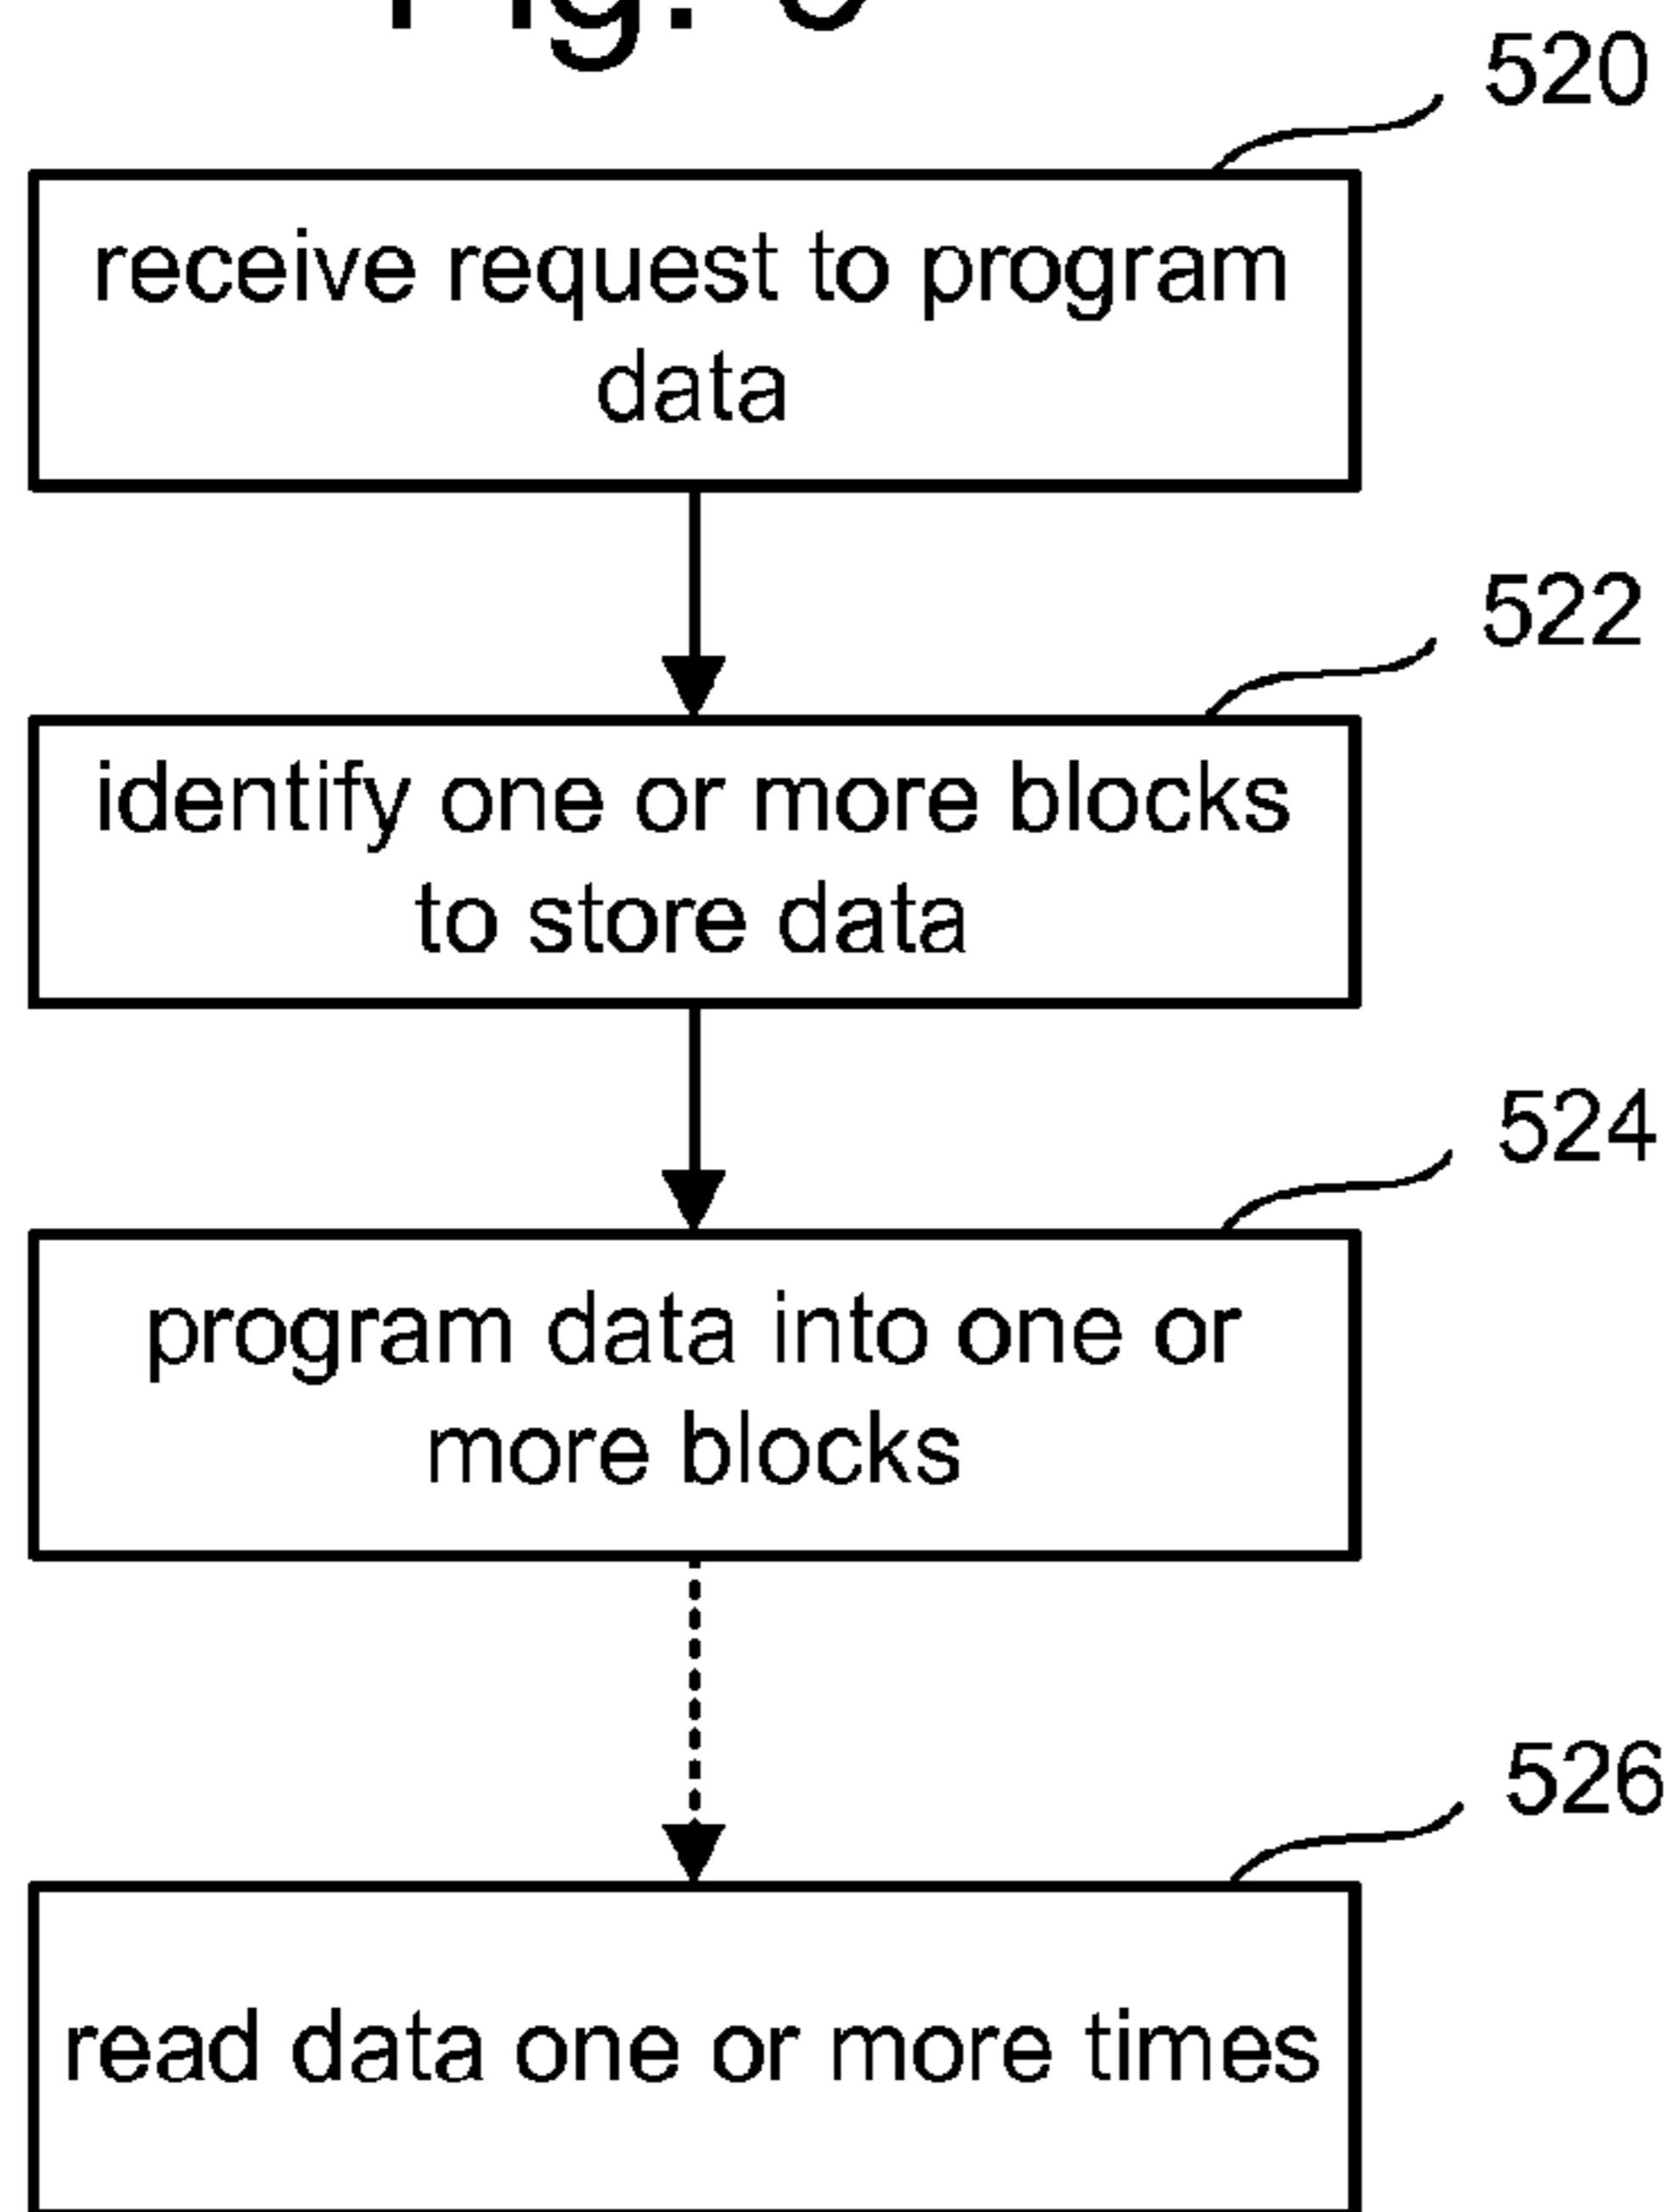 520
receive request to program
data
522
identify one or more blocks
to store data
524
program data into one or
more blocks
526
read data one or more times